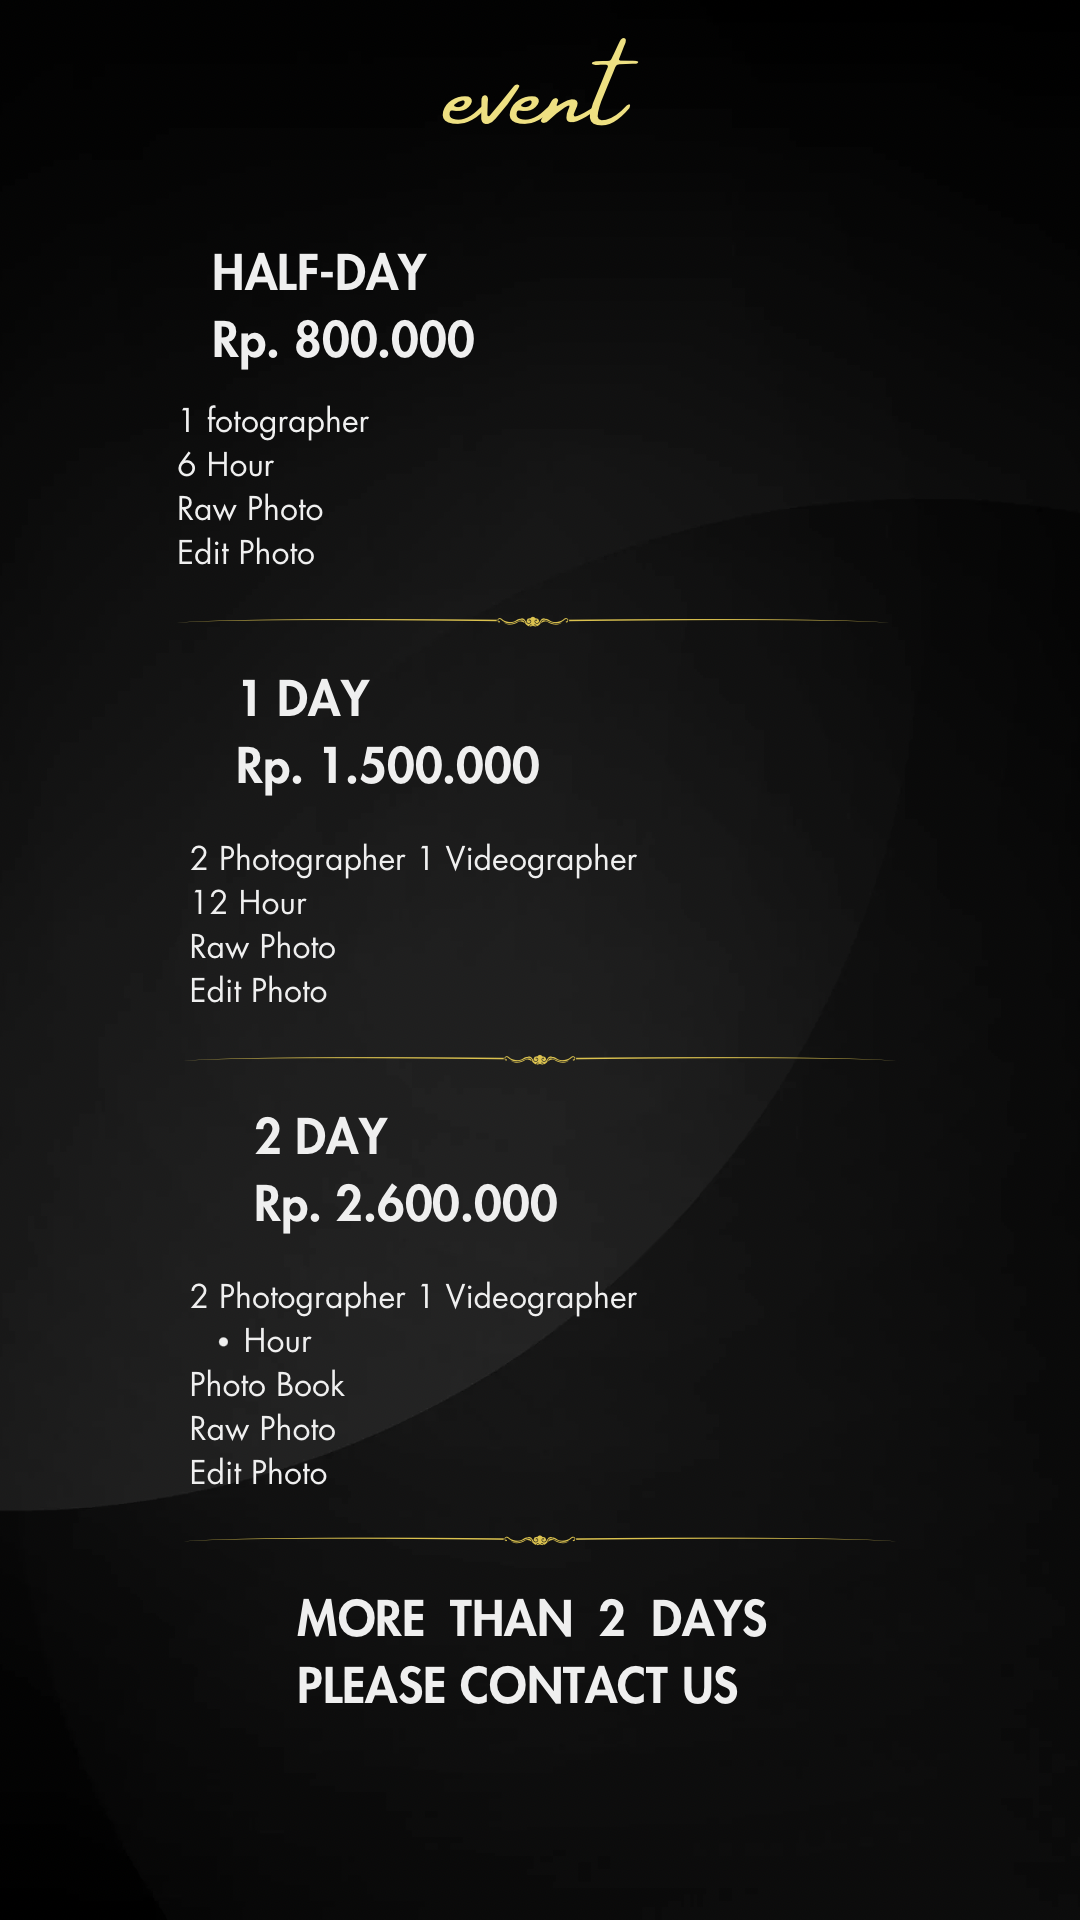 event
HALF-DAY
Rp. 800.000
1 fotographer
6 Hour
Raw Photo
Edit Photo
1 DAY
Rp. 1.500.000
2 Photographer 1 Videographer
12 Hour
Raw Photo
Edit Photo
2 DAY
Rp. 2.600.000
2 Photographer 1 Videographer
• Hour
Photo Book
Raw Photo
Edit Photo
MORE THAN 2 DAYS
PLEASE CONTACT US